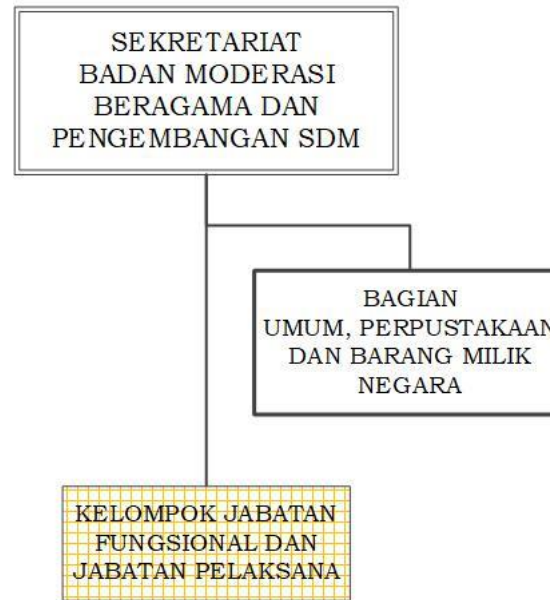 SEKRETARIAT
BADAN MODERASI
BERAGAMA DAN
PENGEMBANGAN SDM
BAGIAN
UMUM, PERPUSTAKAAN
DAN BARANG MILIK
NEGARA
KELOMPOK JABATAN
FUNGSIONAL DAN
JABATAN PELAKSANA